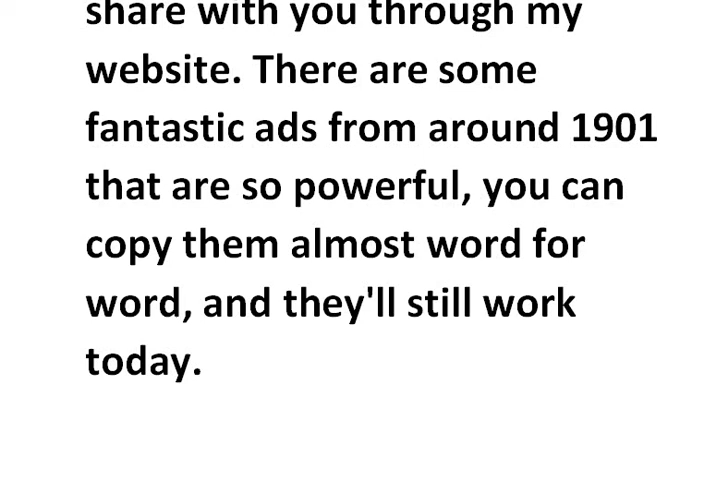 share with you through my
website. There are some
fantastic ads from around 1901
that are so powerful, you can
copy them almost word for
word, and they'll still work
today.